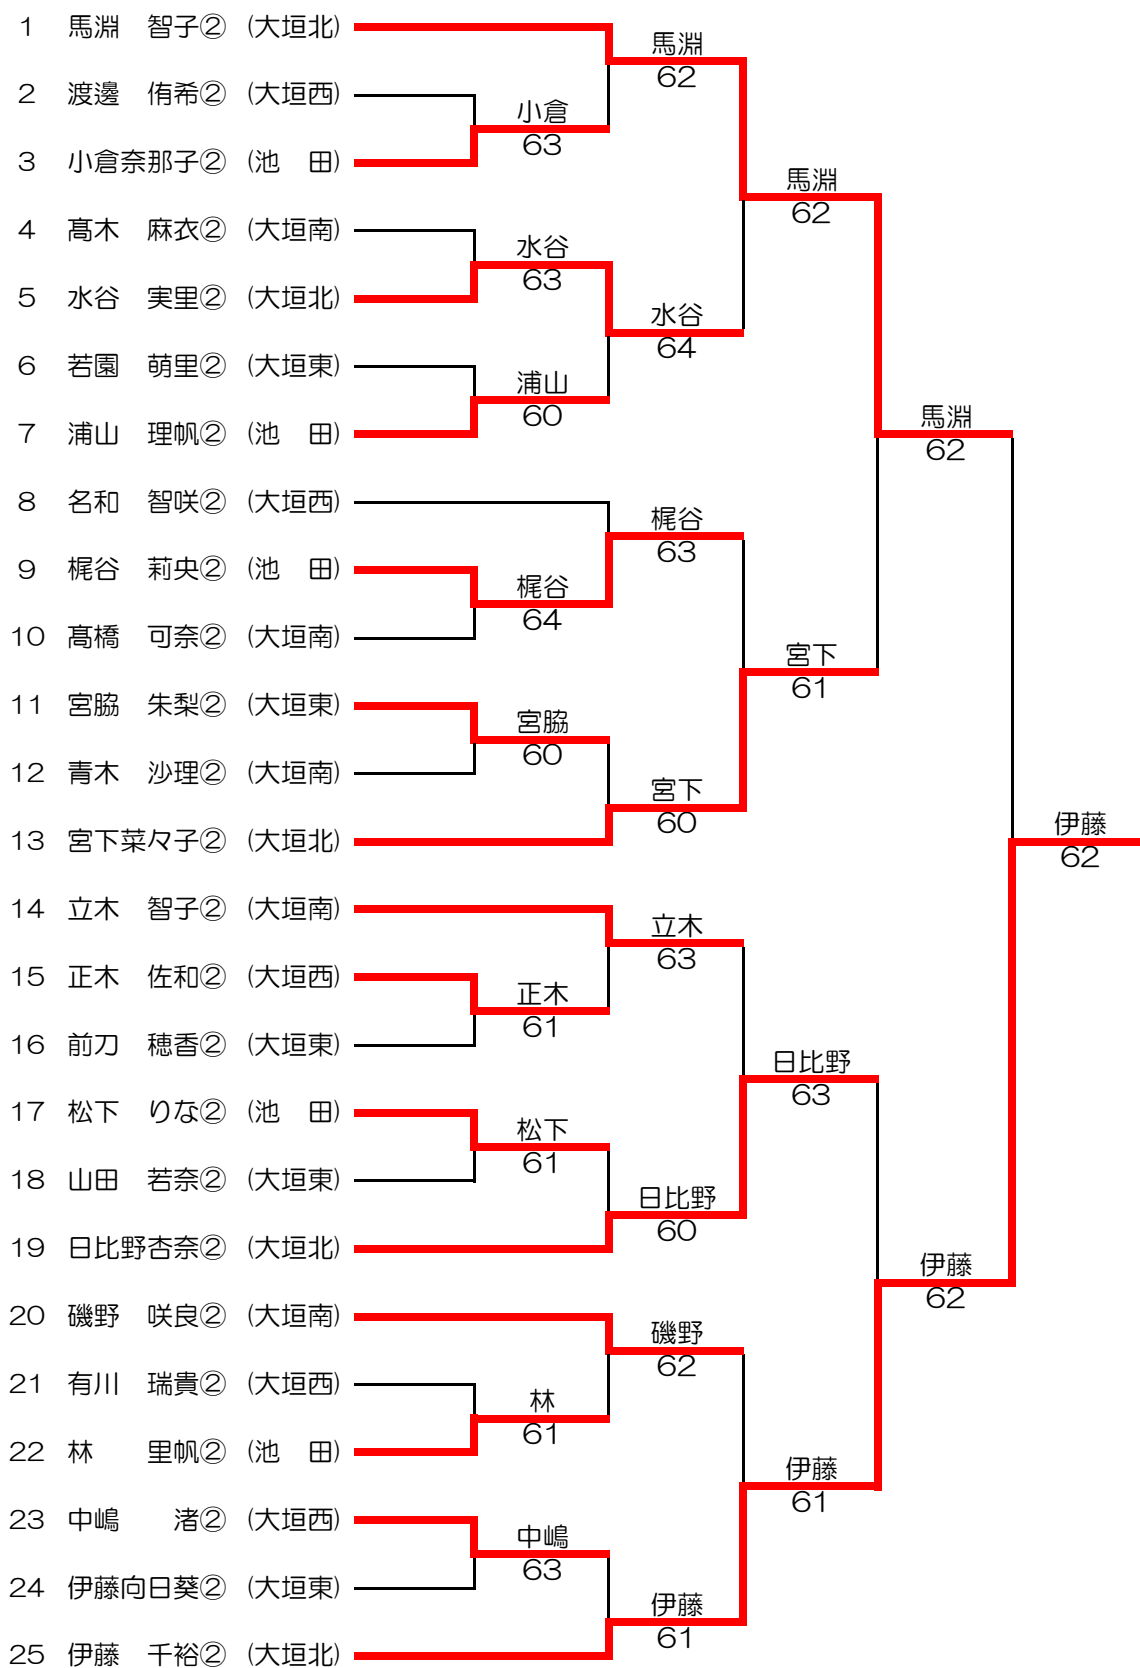 1 馬淵　智子② (大垣北)
2 渡邊　侑希② (大垣西)
3 小倉奈那子② (池　田)
4 髙木　麻衣② (大垣南)
5 水谷　実里② (大垣北)
6 若園　萌里② (大垣東)
7 浦山　理帆② (池　田)
8 名和　智咲② (大垣西)
9 梶谷　莉央② (池　田)
10 髙橋　可奈② (大垣南)
11 宮脇　朱梨② (大垣東)
12 青木　沙理② (大垣南)
13 宮下菜々子② (大垣北)
14 立木　智子② (大垣南)
15 正木　佐和② (大垣西)
16 前刀　穂香② (大垣東)
17 松下　りな② (池　田)
18 山田　若奈② (大垣東)
19 日比野杏奈② (大垣北)
20 磯野　咲良② (大垣南)
21 有川　瑞貴② (大垣西)
22 林　　里帆② (池　田)
23 中嶋　　渚② (大垣西)
24 伊藤向日葵② (大垣東)
25 伊藤　千裕② (大垣北)
小倉
63
水谷
63
浦山
60
梶谷
64
宮脇
60
正木
61
松下
61
林
61
中嶋
63
馬淵
62
水谷
64
梶谷
63
宮下
60
立木
63
日比野
60
磯野
62
伊藤
61
馬淵
62
宮下
61
日比野
63
伊藤
61
馬淵
62
伊藤
62
伊藤
62